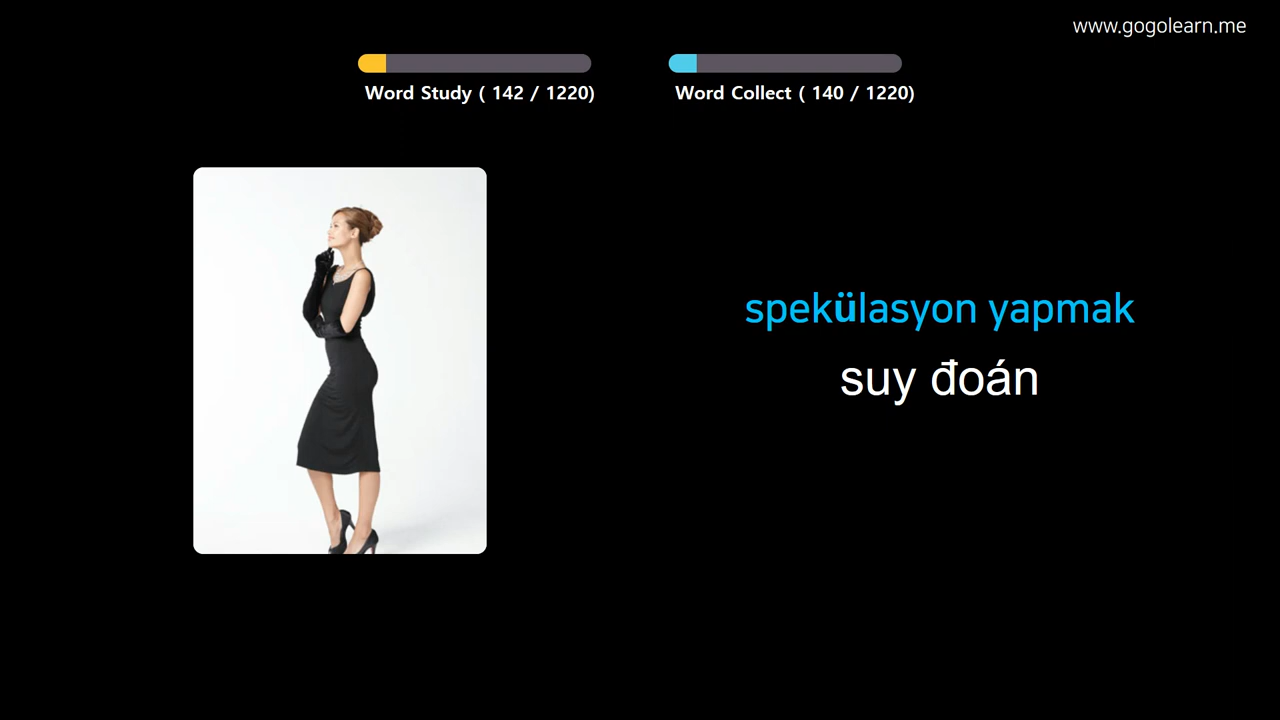 www.gogolearn.me
Word Study ( 142 / 1220)
Word Collect ( 140 / 1220)
spekülasyon yapmak
suy đoán